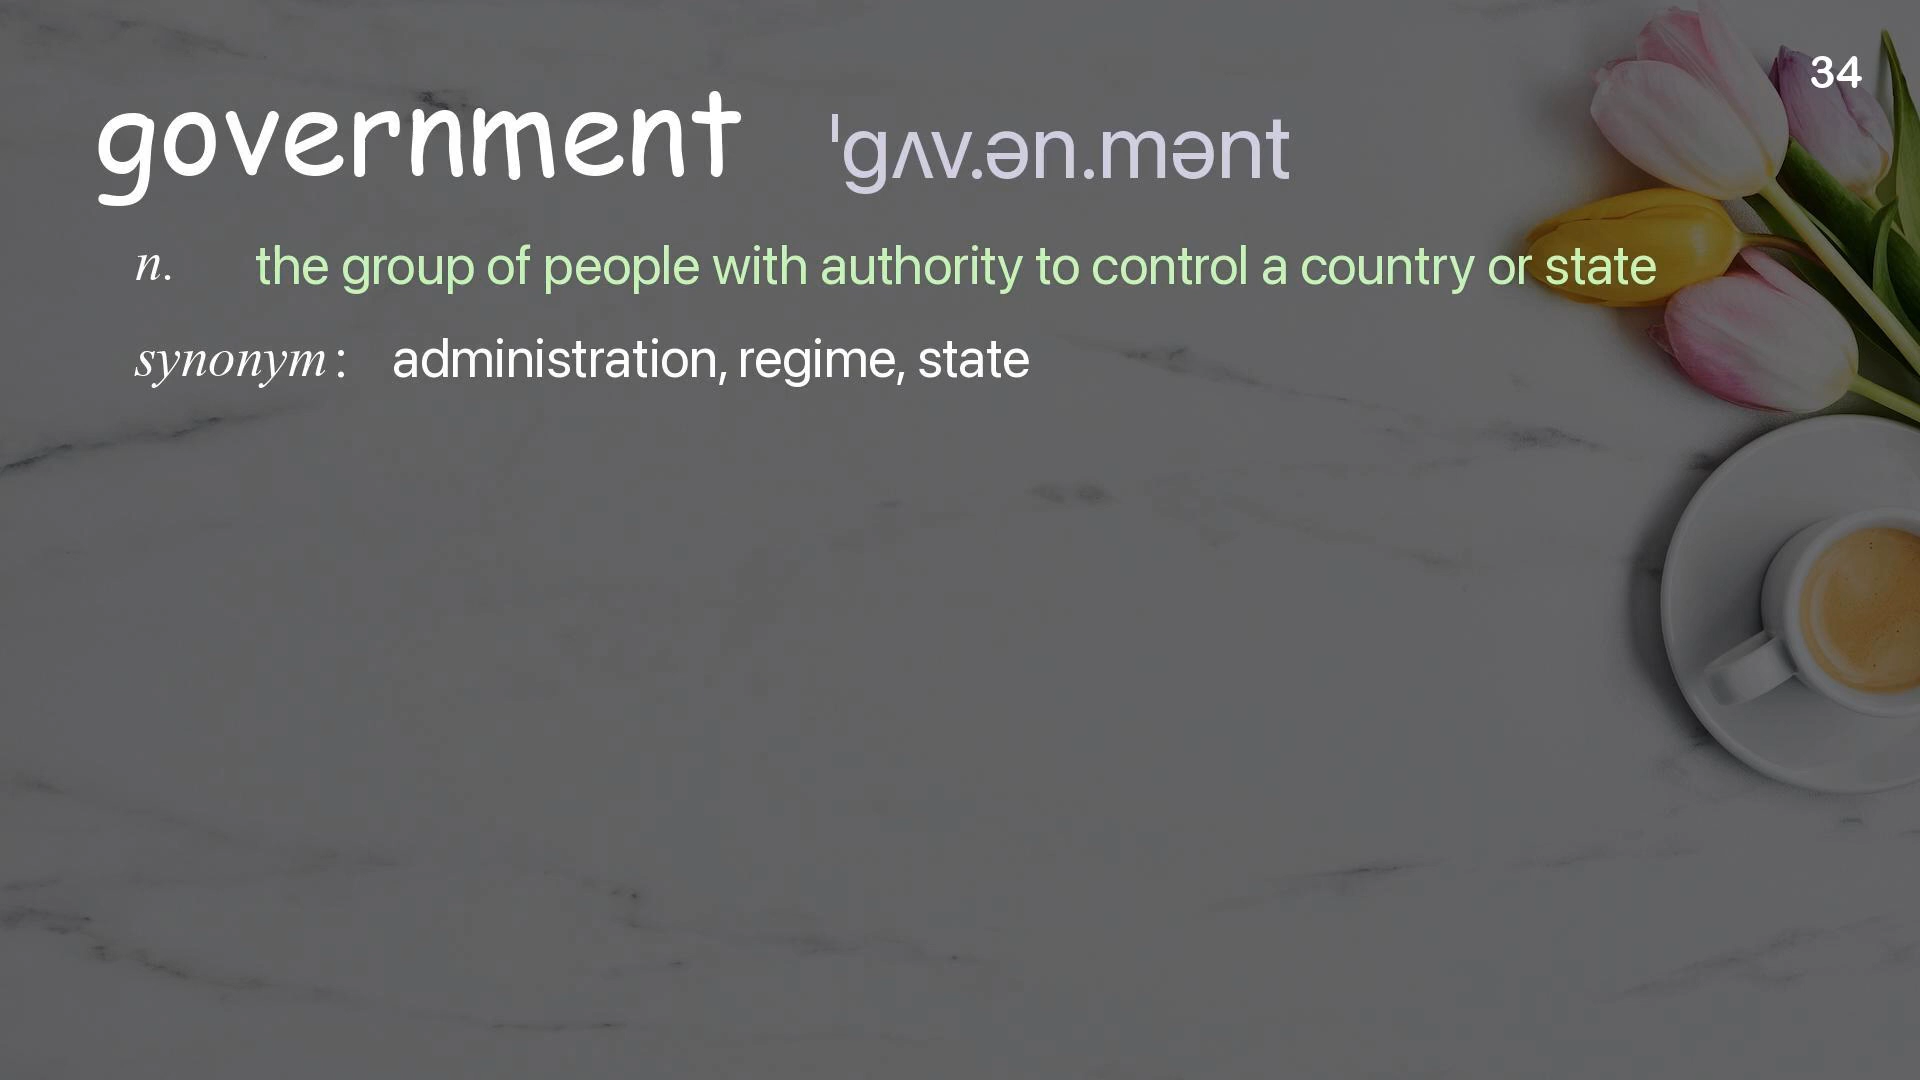 34
government ˈɡʌv.ən.mənt
n. the group of people with authority to control a country or state
synonym: administration, regime, state